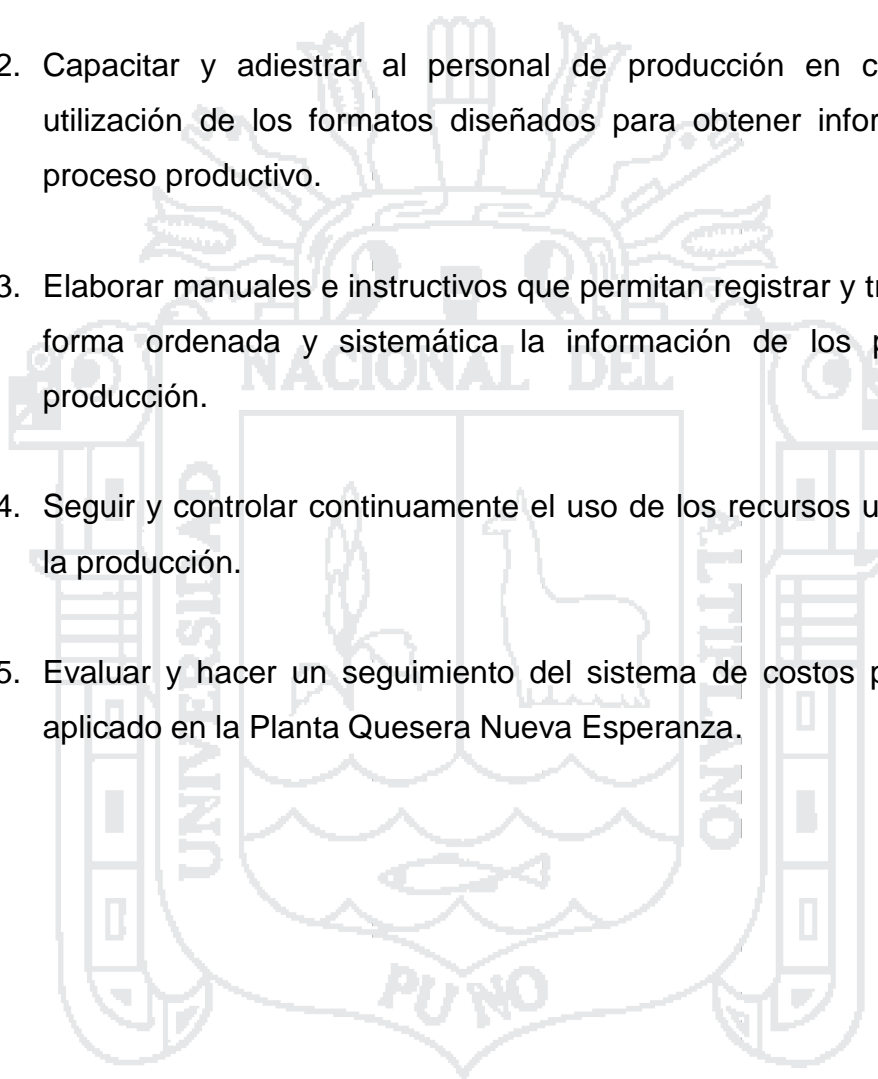 2. Capacitar y adiestrar al personal de producción en
utilización de los formatos diseñados para obtener
proceso productivo.
3. Elaborar manuales e instructivos que permitan registrar y
forma ordenada y sistemática la información de los
producción.
4. Seguir y controlar continuamente el uso de los recursos
la producción.
5. Evaluar y hacer un seguimiento del sistema de costos
aplicado en la Planta Quesera Nueva Esperanza.
UNIVERSIDAD
NACIONAL DEL
ALTIPLANO
PUNO